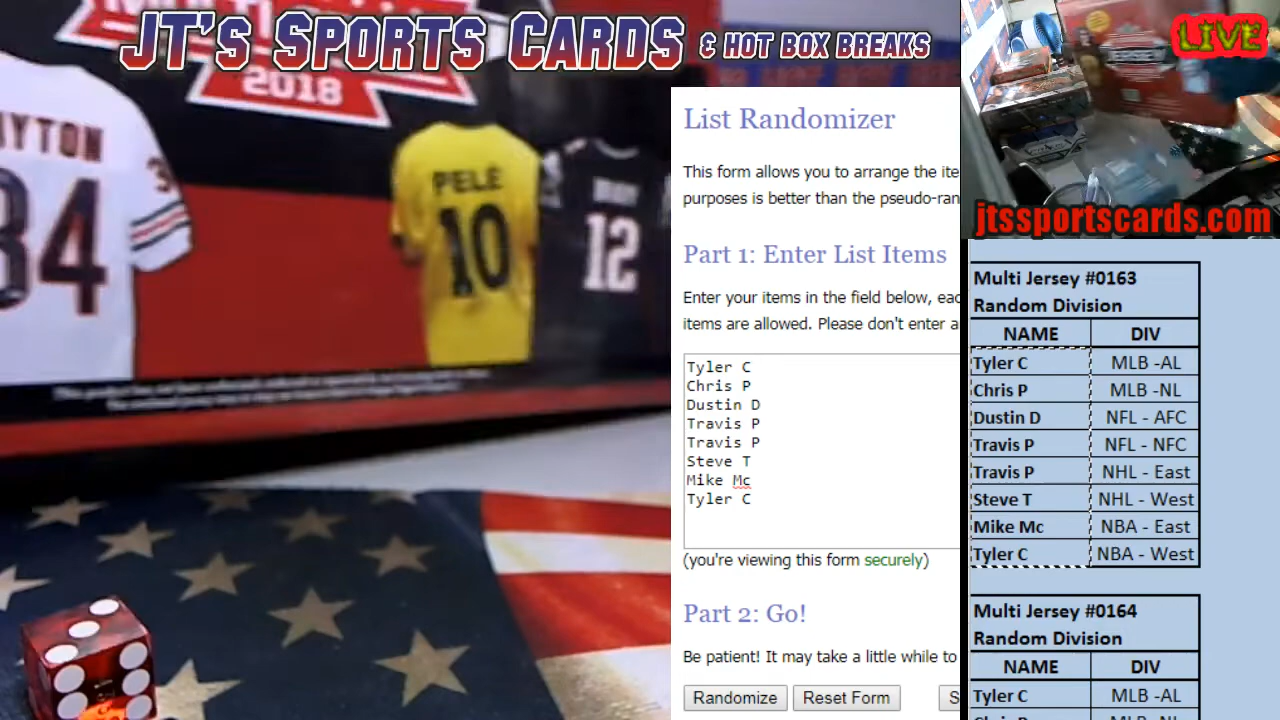 JT's Sports Cards & Hot Box Breaks
2018
AYTON
34
PELE
10
12
LIVE
jtssportscards.com
List Randomizer
This form allows you to arrange the ite
purposes is better than the pseudo-ran
Part 1: Enter List Items
Enter your items in the field below, eac
items are allowed. Please don't enter a
Tyler C
Chris P
Dustin D
Travis P
Travis P
Steve T
Mike Mc
Tyler C
(you're viewing this form securely)
Part 2: Go!
Be patient! It may take a little while to
Randomize Reset Form S
Multi Jersey #0163
Random Division
NAME DIV
Tyler C MLB -AL
Chris P MLB -NL
Dustin D NFL - AFC
Travis P NFL - NFC
Travis P NHL - East
Steve T NHL - West
Mike Mc NBA - East
Tyler C NBA - West
Multi Jersey #0164
Random Division
NAME DIV
Tyler C MLB -AL
Chris P MLB -NL